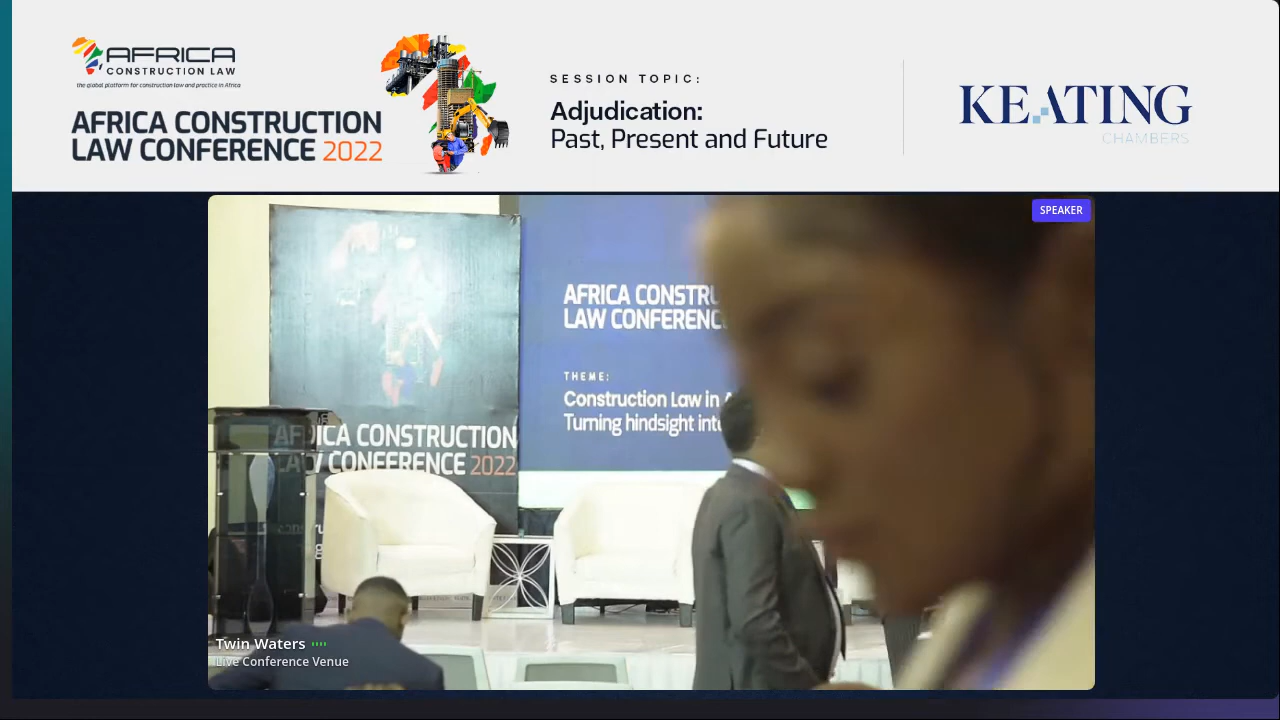 AFRICA
CONSTRUCTION LAW
the global platform for construction law and practice in Africa
AFRICA CONSTRUCTION
LAW CONFERENCE 2022
SESSION TOPIC:
Adjudication:
Past, Present and Future
KEATING
CHAMBERS
SPEAKER
AFRICA CONSTRU
LAW CONFERENC
THEME:
Construction Law in A
Turning hindsight int
AFRICA CONSTRUCTION
LAW CONFERENCE 2022
Twin Waters
Live Conference Venue